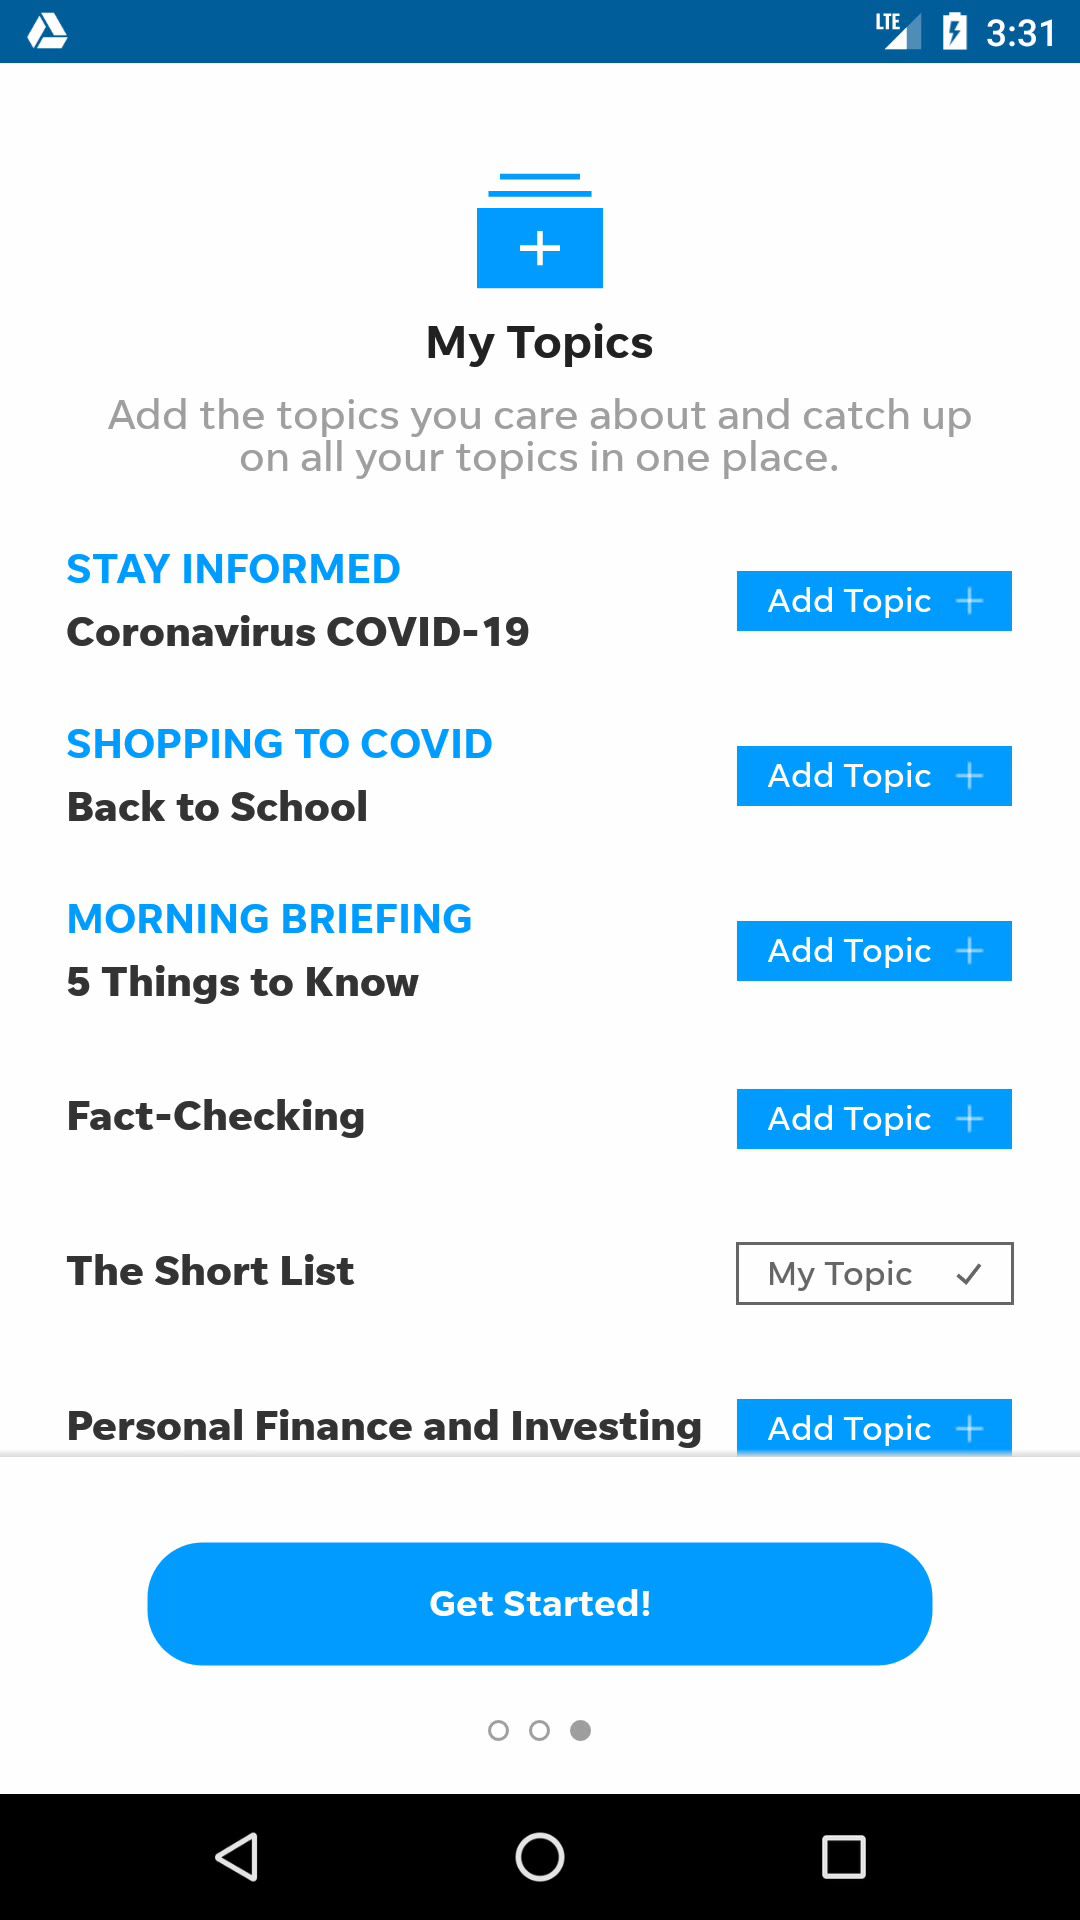 LTE 3:31
My Topics
Add the topics you care about and catch up
on all your topics in one place.
STAY INFORMED
Coronavirus COVID-19
Add Topic
SHOPPING TO COVID
Back to School
Add Topic
MORNING BRIEFING
5 Things to Know
Add Topic
Fact-Checking
Add Topic
The Short List
My Topic
Personal Finance and Investing
Add Topic
Get Started!